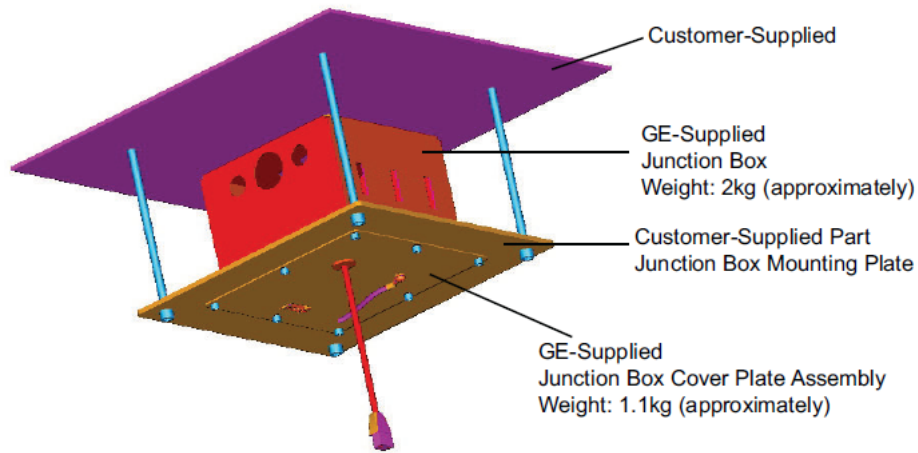 Customer-Supplied
GE-Supplied
Junction Box
Weight: 2kg (approximately)
Customer-Supplied Part
Junction Box Mounting Plate
GE-Supplied
Junction Box Cover Plate Assembly
Weight: 1.1kg (approximately)